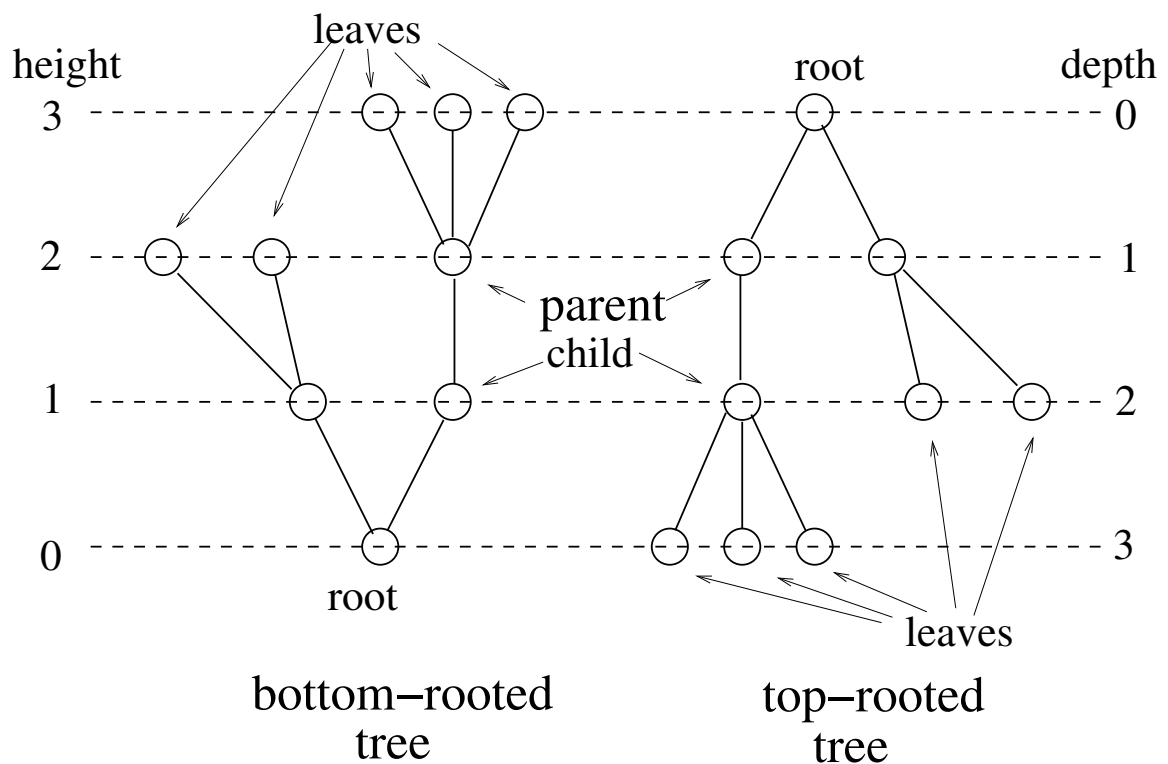 leaves
height
root
depth
3
0
2
1
parent
child
1
2
0
3
root
leaves
bottom−rooted
tree
top−rooted
tree